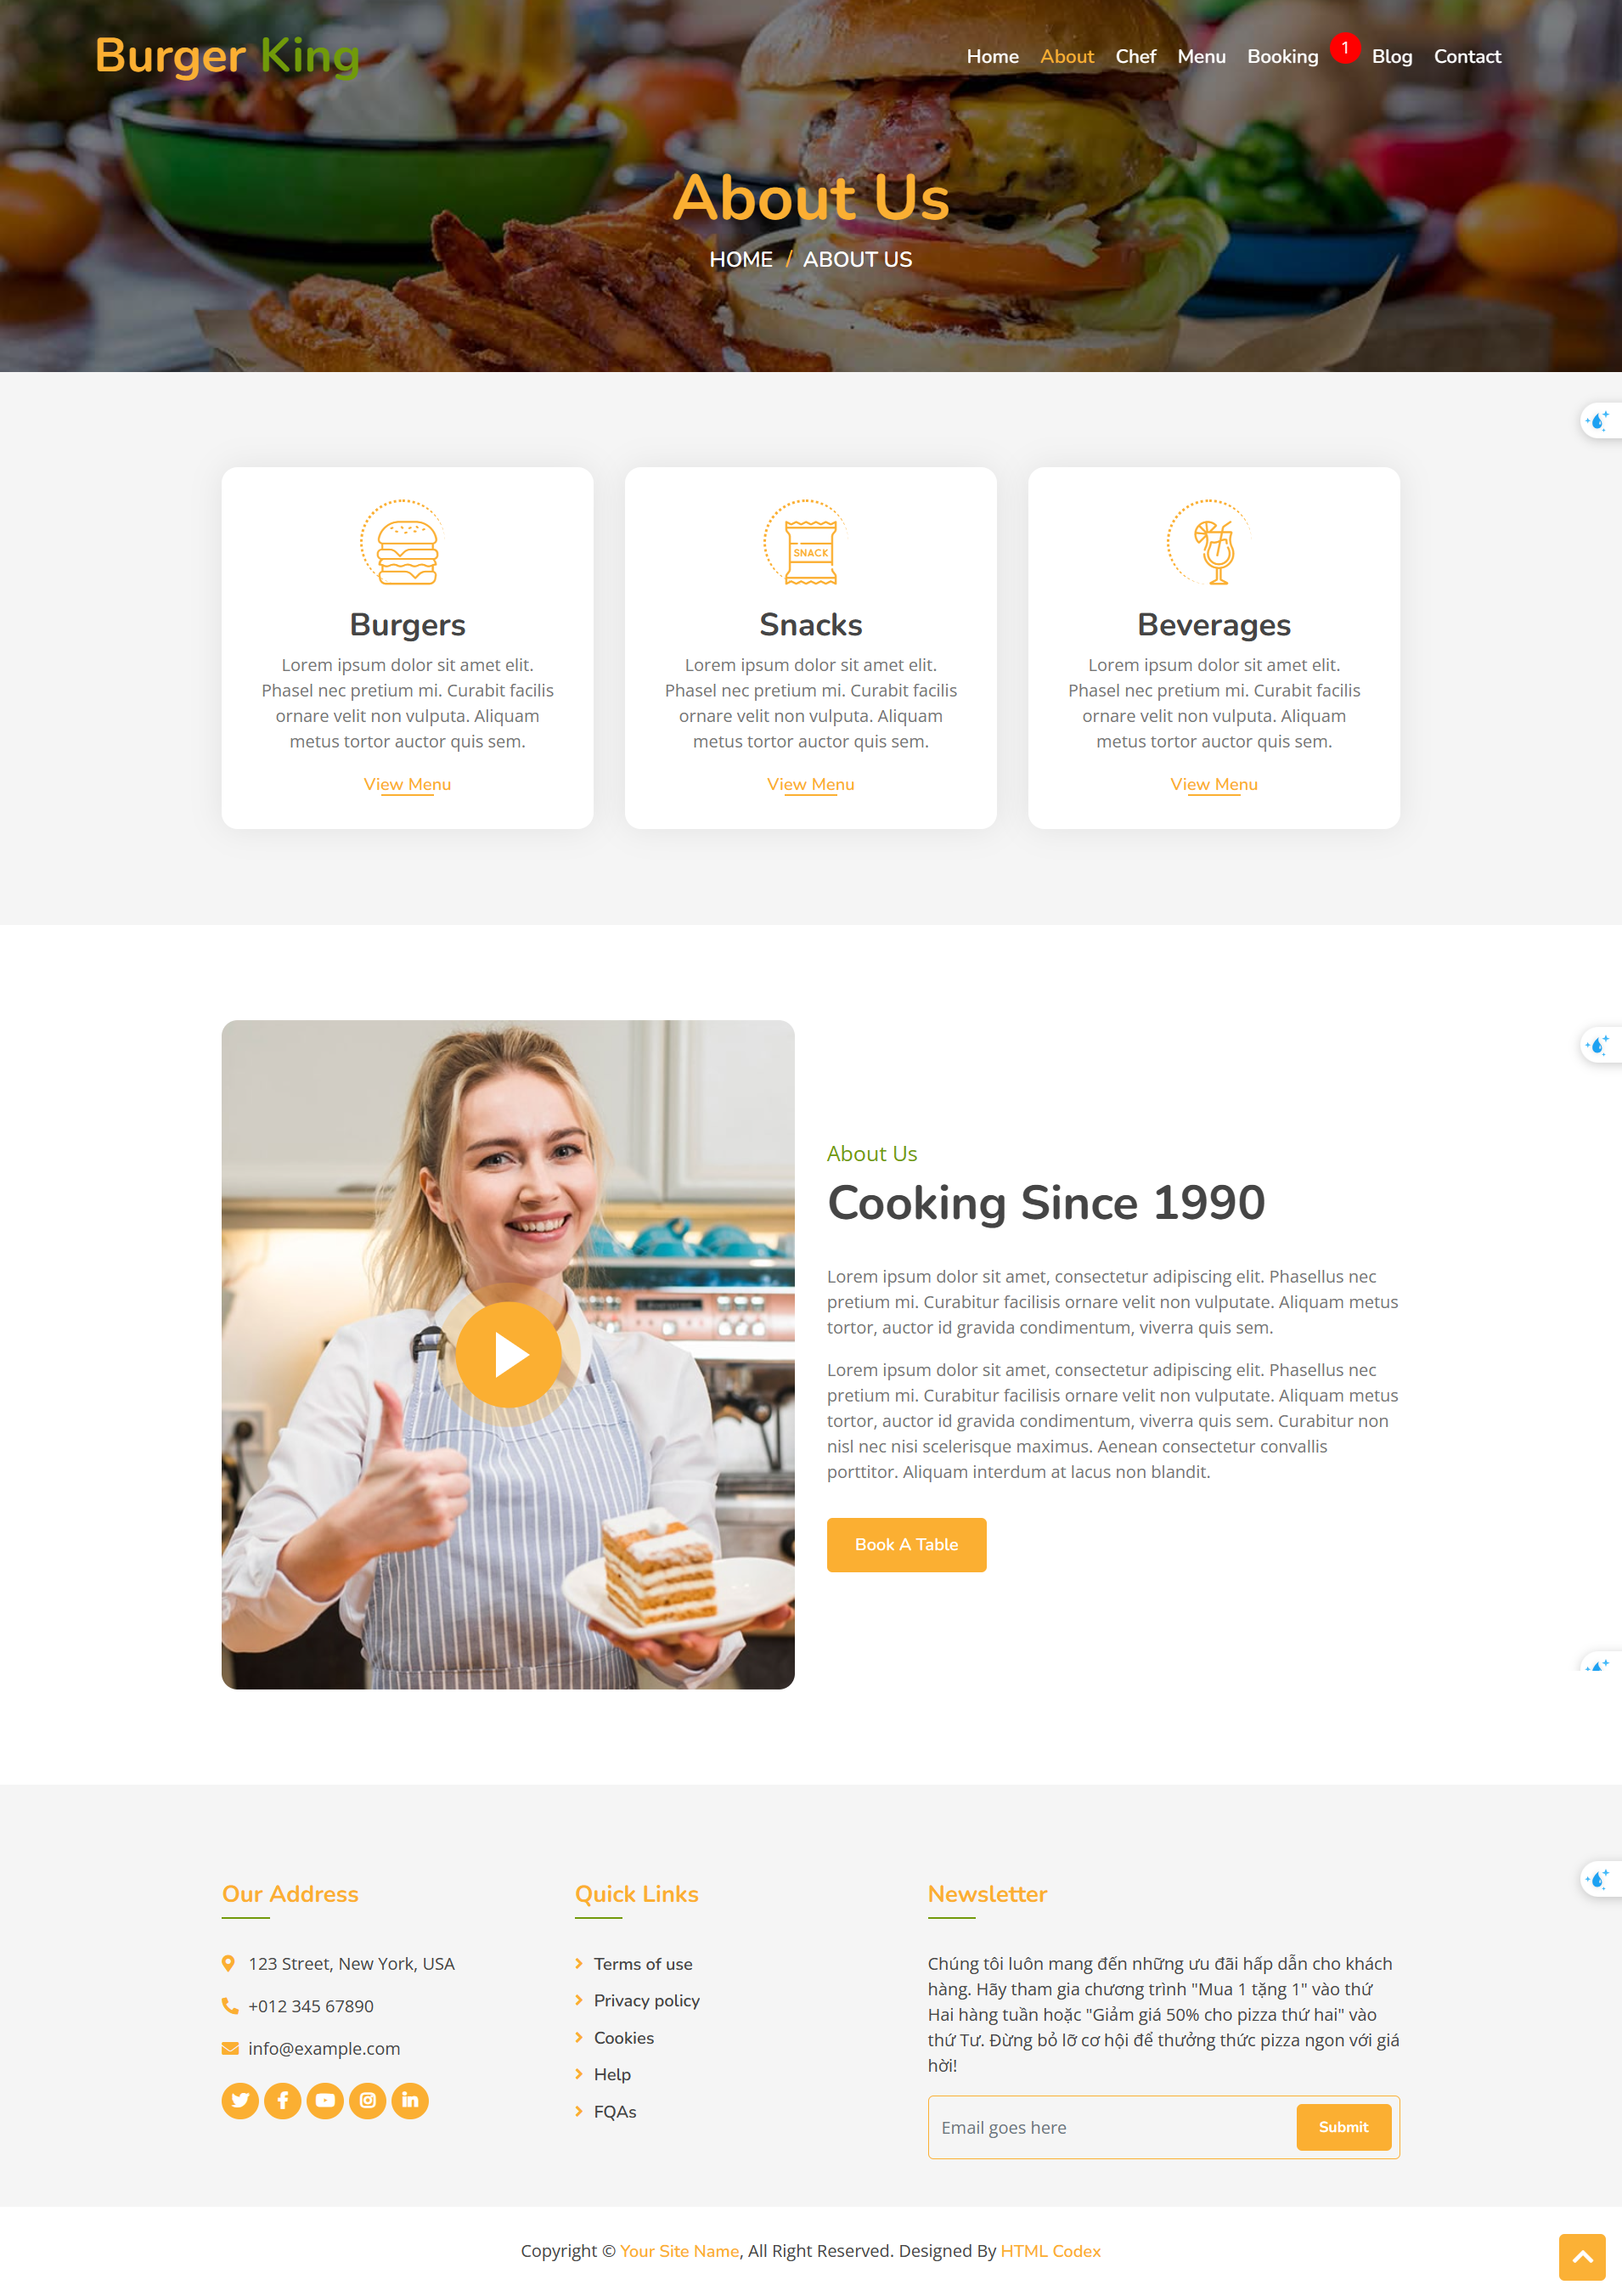 Burger King
Home About Chef Menu Booking 1 Blog Contact
About Us
HOME / ABOUT US
SNACK
Burgers
Lorem ipsum dolor sit amet elit.
Phasel nec pretium mi. Curabit facilis
ornare velit non vulputa. Aliquam
metus tortor auctor quis sem.
View Menu
Snacks
Lorem ipsum dolor sit amet elit.
Phasel nec pretium mi. Curabit facilis
ornare velit non vulputa. Aliquam
metus tortor auctor quis sem.
View Menu
Beverages
Lorem ipsum dolor sit amet elit.
Phasel nec pretium mi. Curabit facilis
ornare velit non vulputa. Aliquam
metus tortor auctor quis sem.
View Menu
About Us
Cooking Since 1990
Lorem ipsum dolor sit amet, consectetur adipiscing elit. Phasellus nec
pretium mi. Curabitur facilisis ornare velit non vulputate. Aliquam metus
tortor, auctor id gravida condimentum, viverra quis sem.
Lorem ipsum dolor sit amet, consectetur adipiscing elit. Phasellus nec
pretium mi. Curabitur facilisis ornare velit non vulputate. Aliquam metus
tortor, auctor id gravida condimentum, viverra quis sem. Curabitur non
nisl nec nisi scelerisque maximus. Aenean consectetur convallis
porttitor. Aliquam interdum at lacus non blandit.
Book A Table
Our Address
123 Street, New York, USA
+012 345 67890
info@example.com
Quick Links
Terms of use
Privacy policy
Cookies
Help
FQAs
Newsletter
Chúng tôi luôn mang đến những ưu đãi hấp dẫn cho khách
hàng. Hãy tham gia chương trình "Mua 1 tặng 1" vào thứ
Hai hàng tuần hoặc "Giảm giá 50% cho pizza thứ hai" vào
thứ Tư. Đừng bỏ lỡ cơ hội để thưởng thức pizza ngon với giá
hời!
Email goes here
Submit
Copyright © Your Site Name, All Right Reserved. Designed By HTML Codex